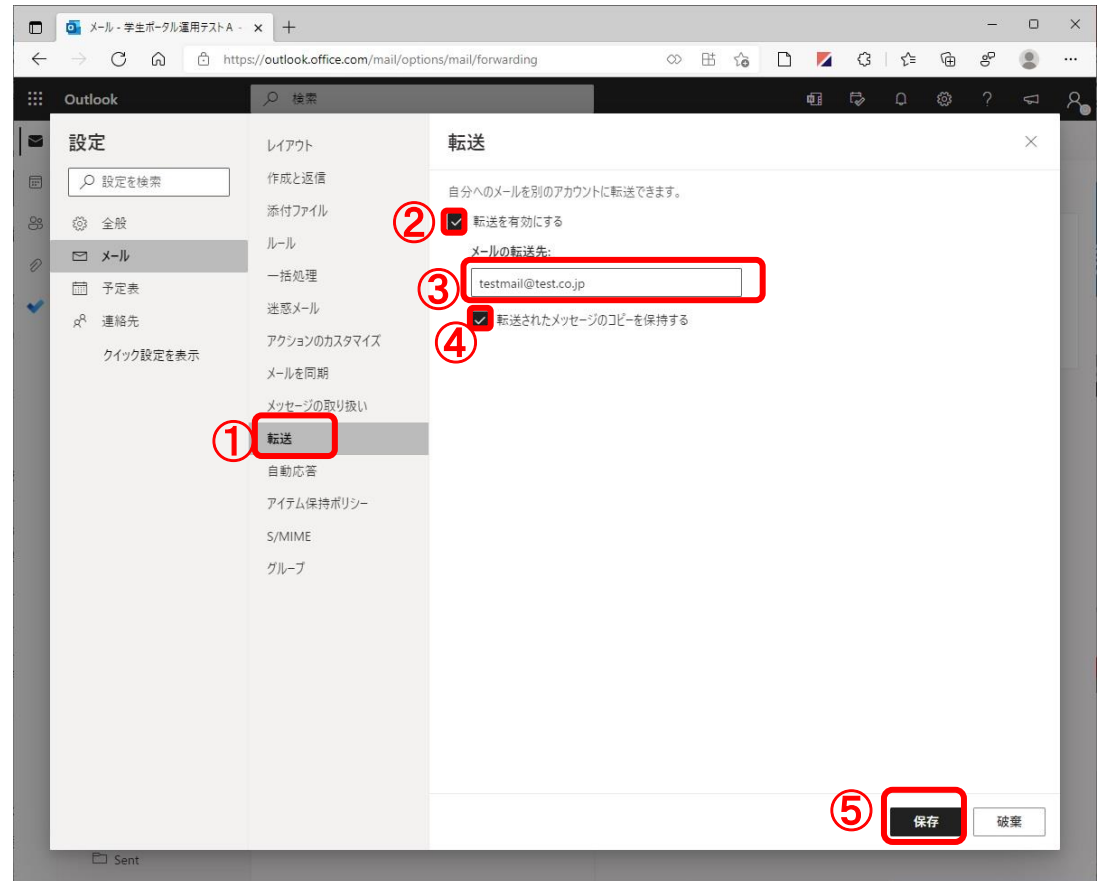 メール - 学生ポータル運用テストA -
https://outlook.office.com/mail/options/mail/forwarding
Outlook
検索
設定
設定を検索
全般
メール
予定表
連絡先
クイック設定を表示
レイアウト
作成と返信
添付ファイル
ルール
一括処理
迷惑メール
アクションのカスタマイズ
メールを同期
メッセージの取り扱い
①
転送
自動応答
アイテム保持ポリシー
S/MIME
グループ
転送
自分へのメールを別のアカウントに転送できます。
② 転送を有効にする
メールの転送先:
③ testmail@test.co.jp
④ 転送されたメッセージのコピーを保持する
⑤ 保存 破棄
Sent